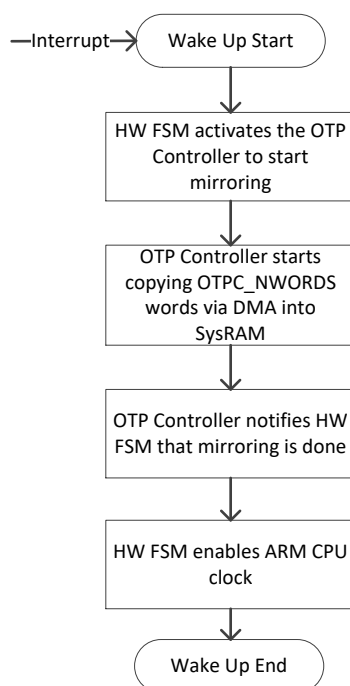 Interrupt
Wake Up Start
HW FSM activates the OTP
Controller to start
mirroring
OTP Controller starts
copying OTPC_NWORDS
words via DMA into
SysRAM
OTP Controller notifies HW
FSM that mirroring is done
HW FSM enables ARM CPU
clock
Wake Up End